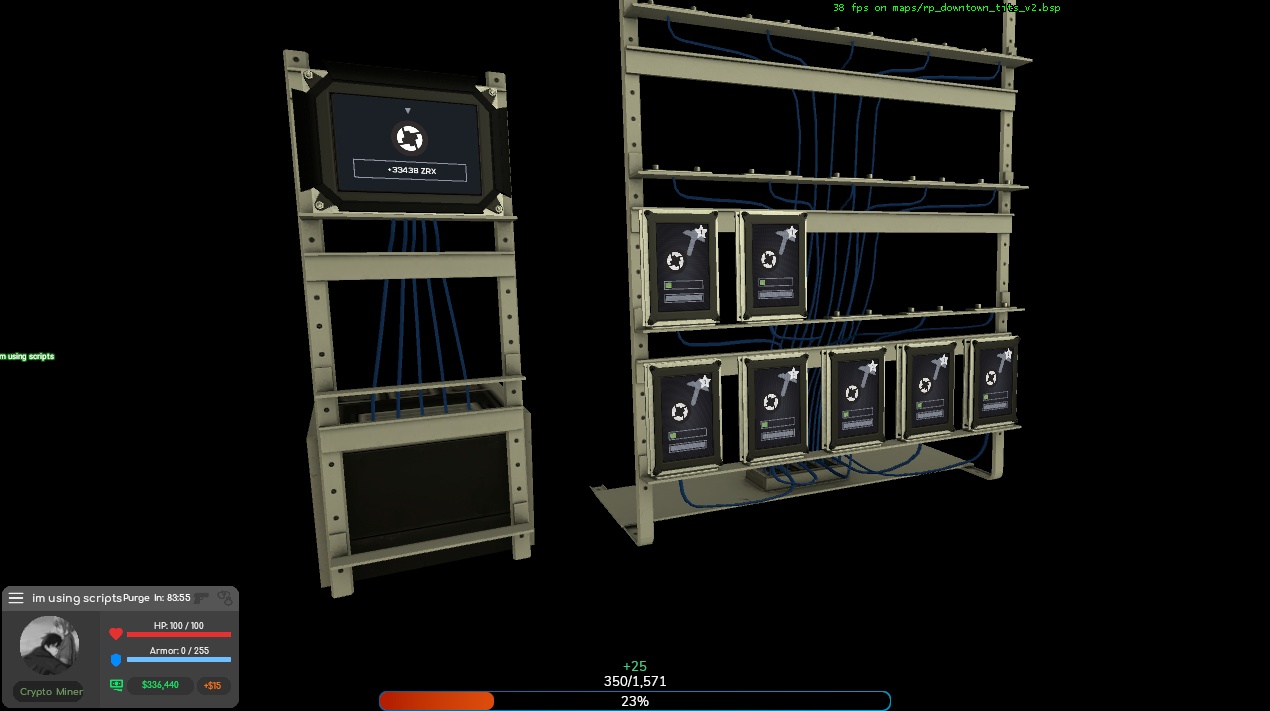 38 fps on maps/rp_downtown_tits_v2.bsp
+33438 ZRX
m using scripts
im using scripts Purge In: 83:55
HP: 100 / 100
Armor: 0 / 255
$336,440 +$15
Crypto Miner
+25
350/1,571
23%